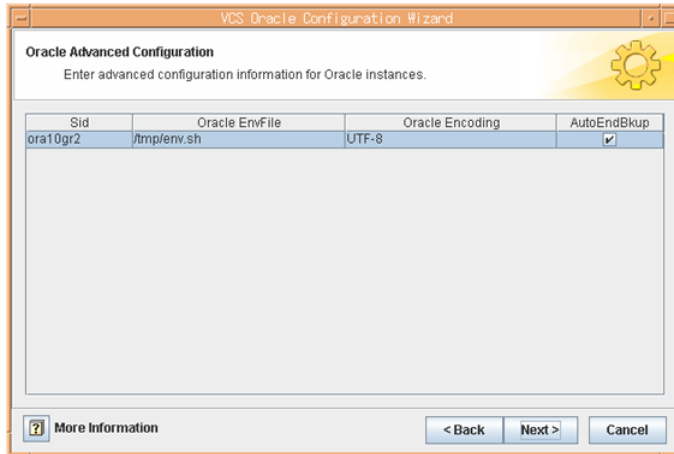 VCS Oracle Configuration Wizard
Oracle Advanced Configuration
Enter advanced configuration information for Oracle instances.
Sid Oracle EnvFile Oracle Encoding AutoEndBkup
ora10gr2 /tmp/env.sh UTF-8
? More Information < Back Next > Cancel